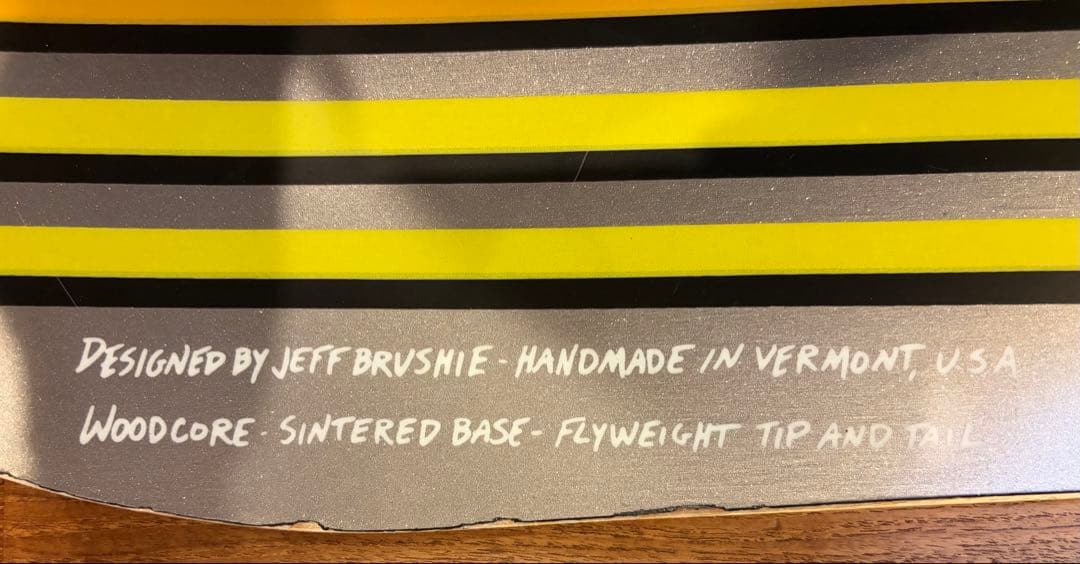 DESIGNED BY JEFF BRUSHIE - HANDMADE IN VERMONT, U.S.A
WOODCORE - SINTERED BASE - FLYWEIGHT TIP AND TAIL